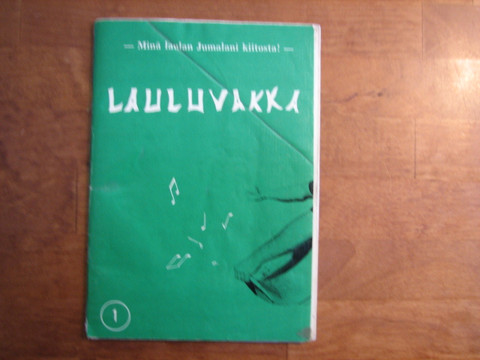 — Minä laulan Jumalani kiitosta! —
LAULUVAKKA
1